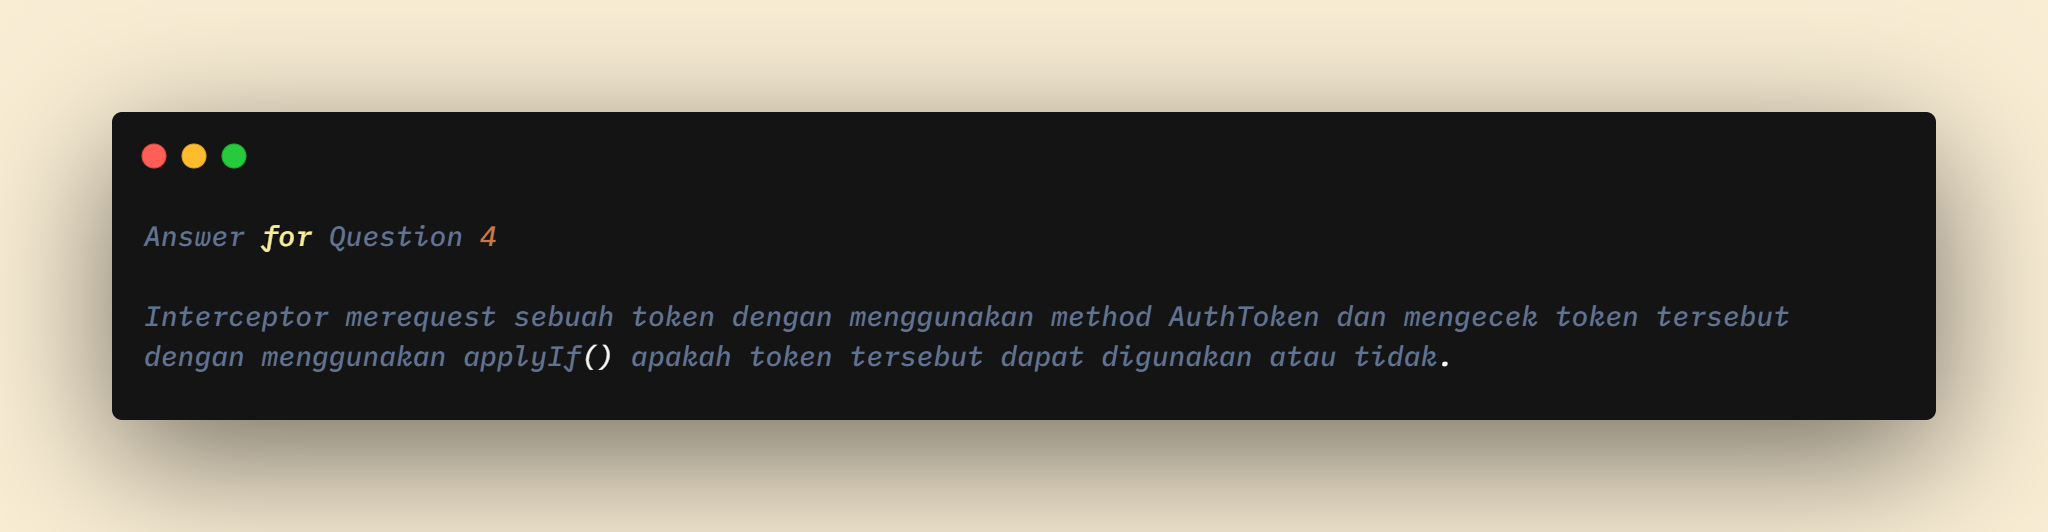 Answer for Question 4
Interceptor merequest sebuah token dengan menggunakan method AuthToken dan mengecek token tersebut
dengan menggunakan applyIf() apakah token tersebut dapat digunakan atau tidak.